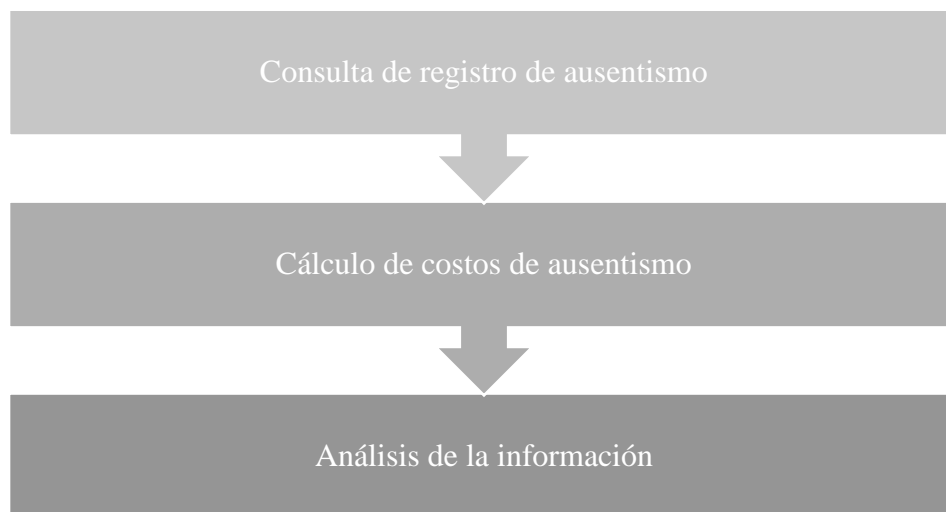 Consulta de registro de ausentismo
Cálculo de costos de ausentismo
Análisis de la información